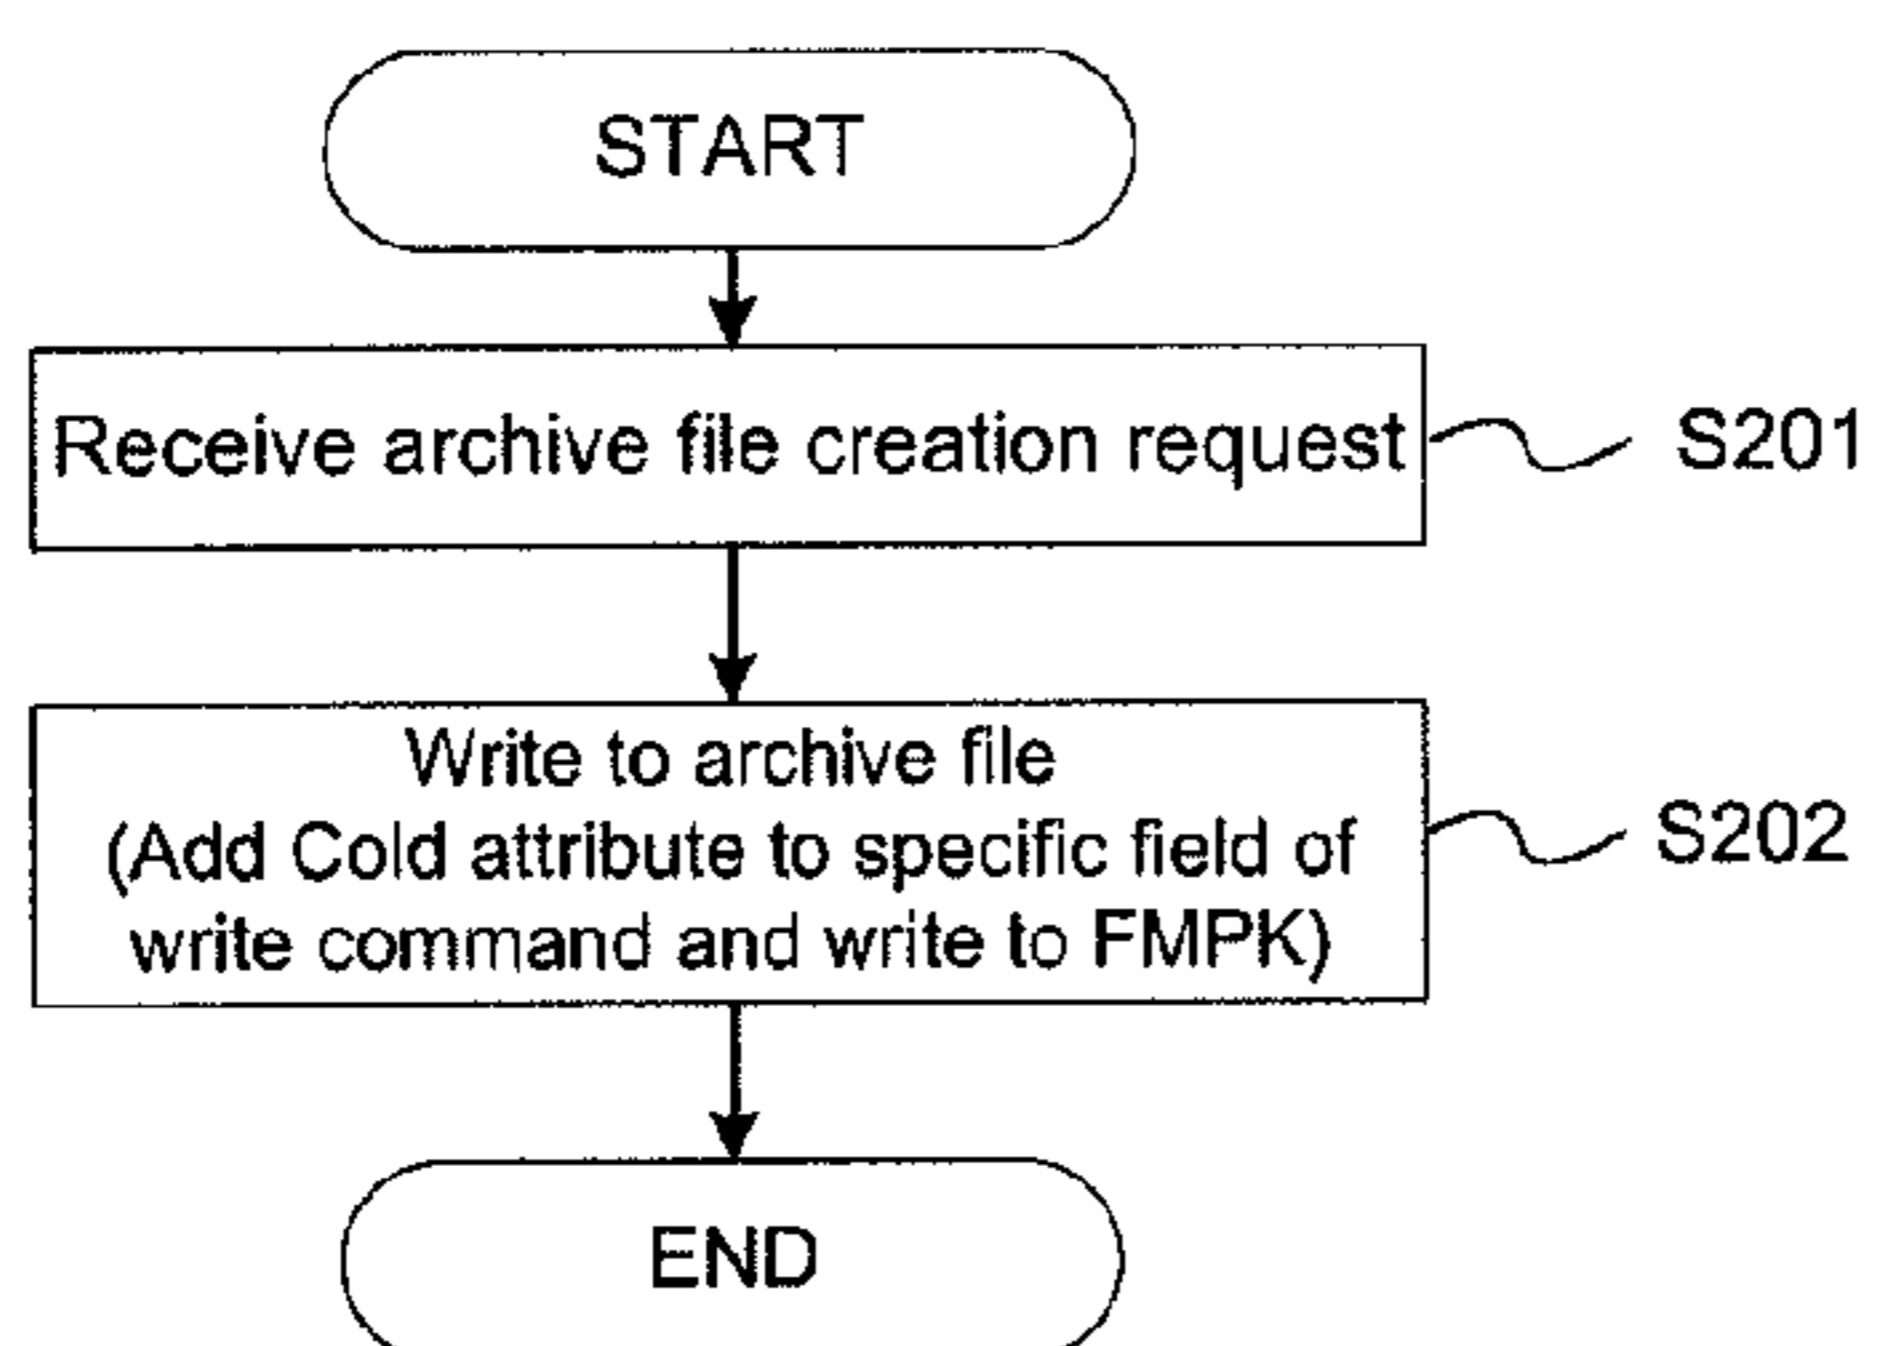 START
Receive archive file creation request
S201
Write to archive file
(Add Cold attribute to specific field of
write command and write to FMPK)
S202
END